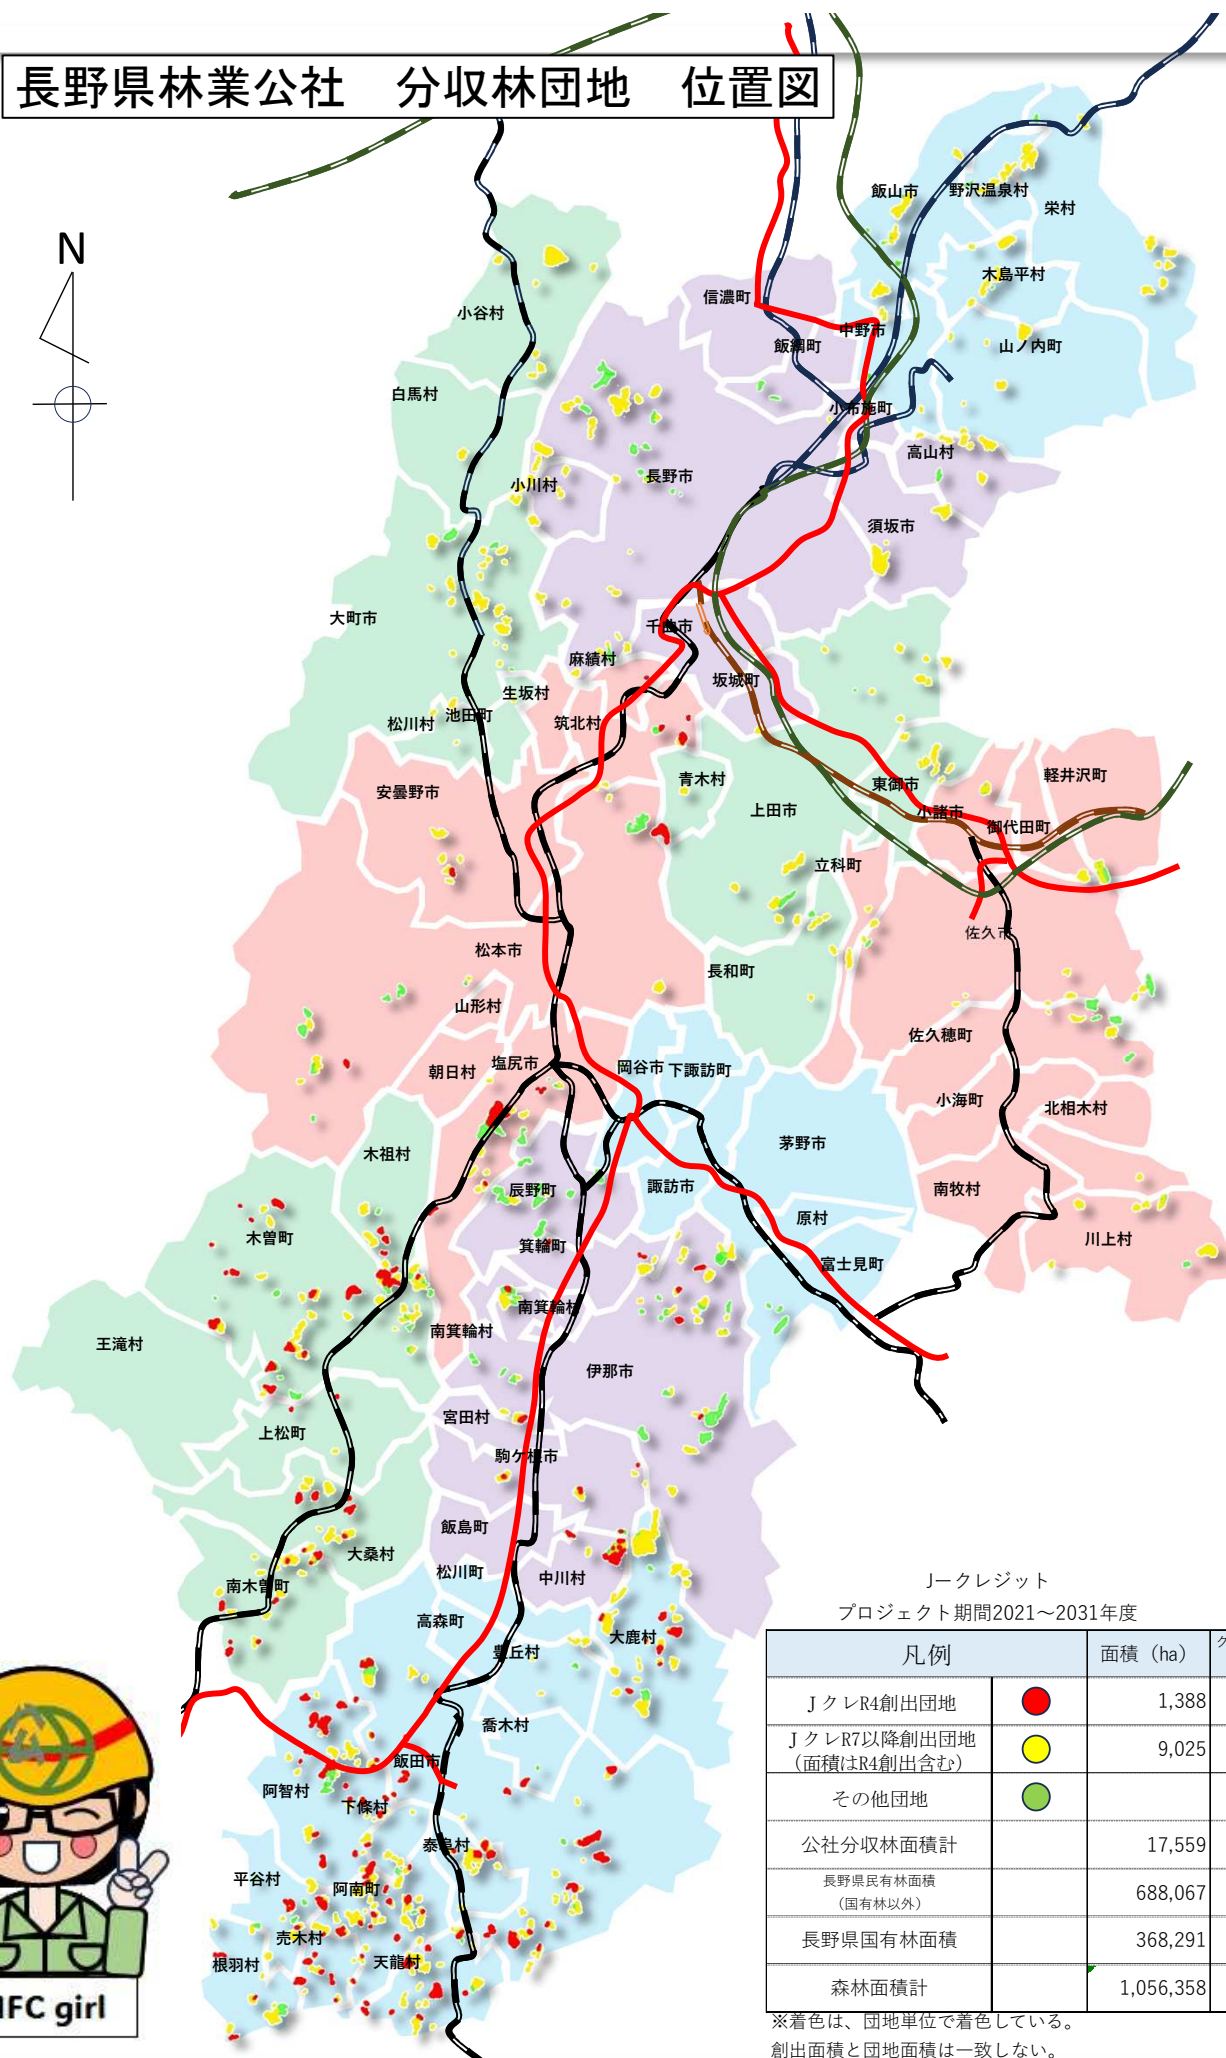 長野県林業公社　分収林団地　位置図
N
飯山市
野沢温泉村
栄村
木島平村
信濃町
小谷村
中野市
飯綱町
山ノ内町
白馬村
小布施町
高山村
長野市
小川村
須坂市
大町市
千曲市
麻績村
坂城町
生坂村
池田町
松川村
筑北村
軽井沢町
青木村
東御市
安曇野市
上田市
小諸市
御代田町
立科町
佐久市
松本市
長和町
山形村
佐久穂町
塩尻市
岡谷市
下諏訪町
朝日村
小海町
北相木村
茅野市
木祖村
辰野町
諏訪市
南牧村
原村
木曽町
箕輪町
川上村
富士見町
南箕輪村
南箕輪村
王滝村
伊那市
宮田村
上松町
駒ケ根市
飯島町
大桑村
松川町
中川村
南木曽町
高森町
大鹿村
豊丘村
喬木村
飯田市
阿智村
下條村
泰阜村
平谷村
阿南町
売木村
根羽村
天龍村
Jークレジット
プロジェクト期間2021～2031年度
凡例 面積（ha）
ＪクレR4創出団地 1,388
ＪクレR7以降創出団地
（面積はR4創出含む） 9,025
その他団地
公社分収林面積計 17,559
長野県民有林面積
（国有林以外） 688,067
長野県国有林面積 368,291
森林面積計 1,056,358
※着色は、団地単位で着色している。
創出面積と団地面積は一致しない。
FC girl